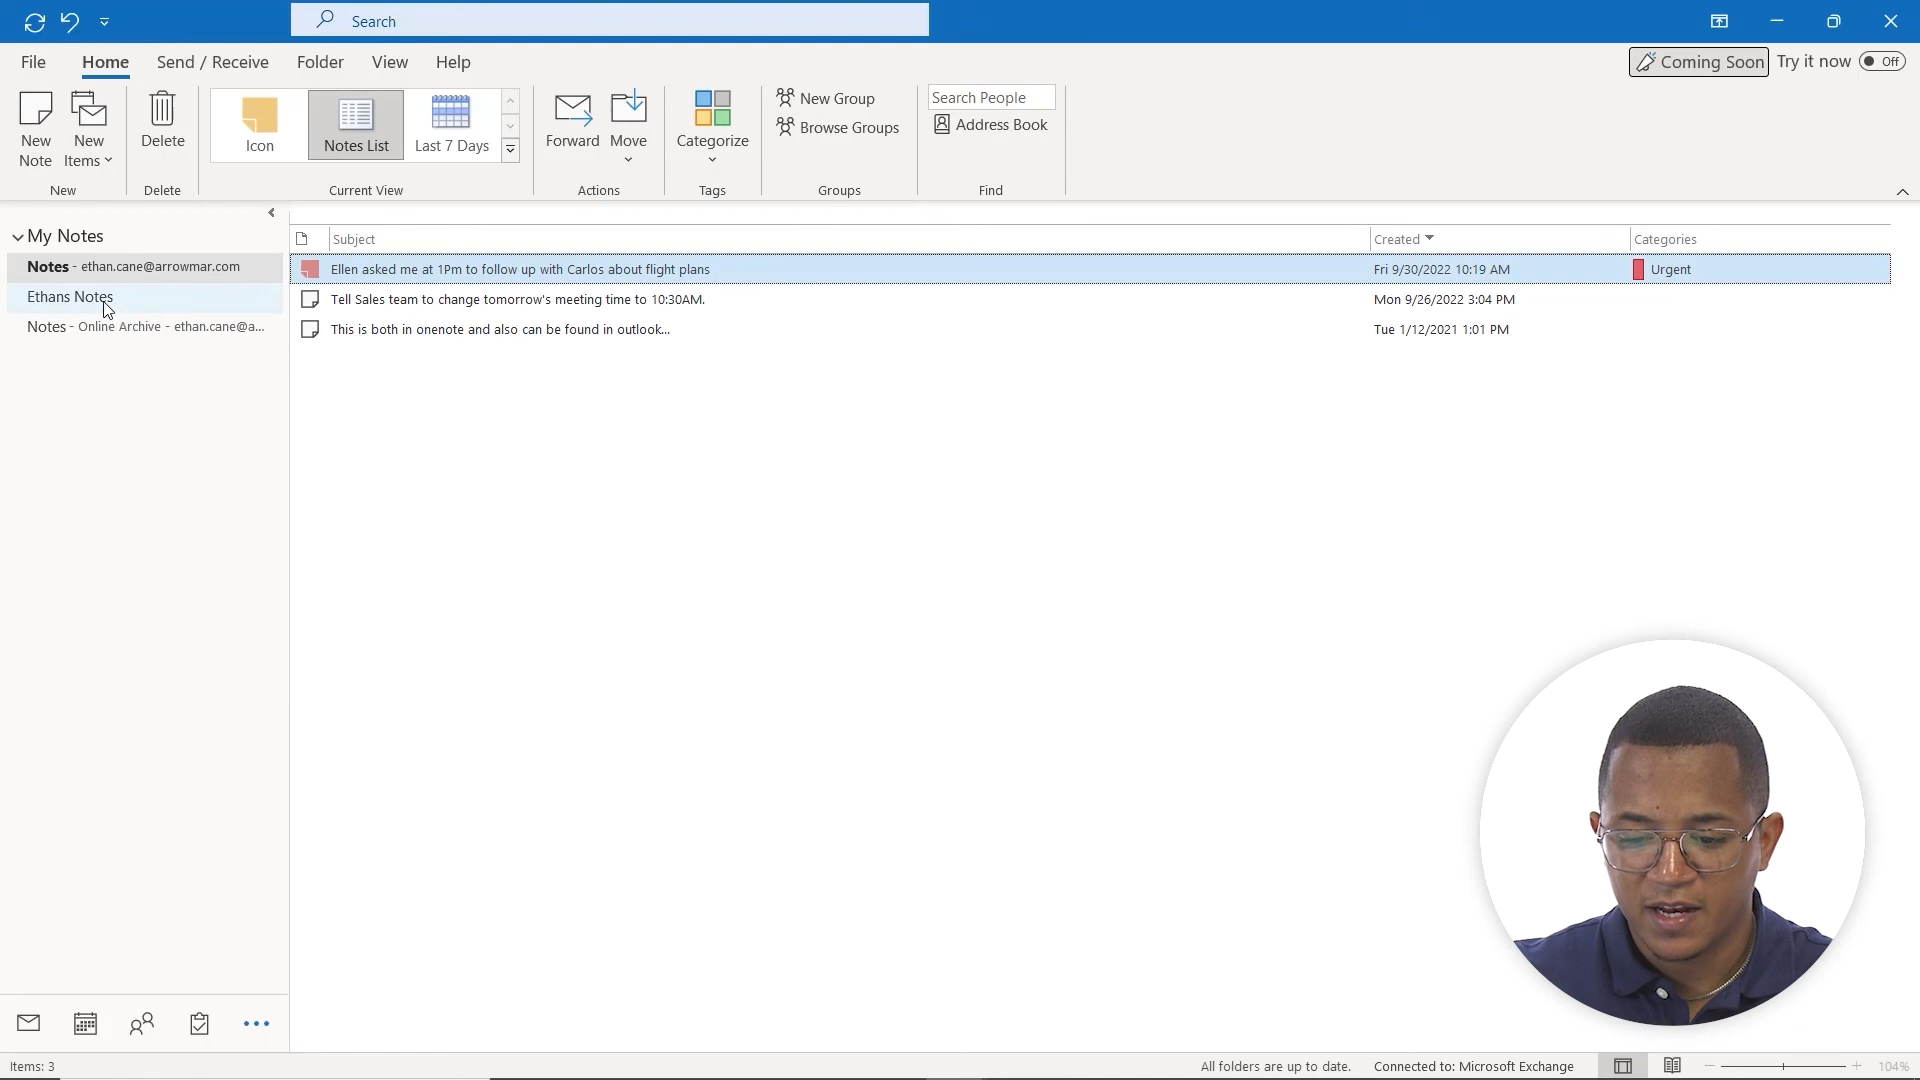 Search
File
Home
Send / Receive
Folder
View
Help
Coming Soon
Try it now
Off
New
Note
New
Items
New
Delete
Delete
Icon
Notes List
Last 7 Days
Current View
Forward
Move
Actions
Categorize
Tags
New Group
Browse Groups
Groups
Search People
Address Book
Find
My Notes
Notes - ethan.cane@arrowmar.com
Ethans Notes
Notes - Online Archive - ethan.cane@a...
Subject
Created
Categories
Ellen asked me at 1Pm to follow up with Carlos about flight plans
Fri 9/30/2022 10:19 AM
Urgent
Tell Sales team to change tomorrow's meeting time to 10:30AM.
Mon 9/26/2022 3:04 PM
This is both in onenote and also can be found in outlook...
Tue 1/12/2021 1:01 PM
Items: 3
All folders are up to date.
Connected to: Microsoft Exchange
104%